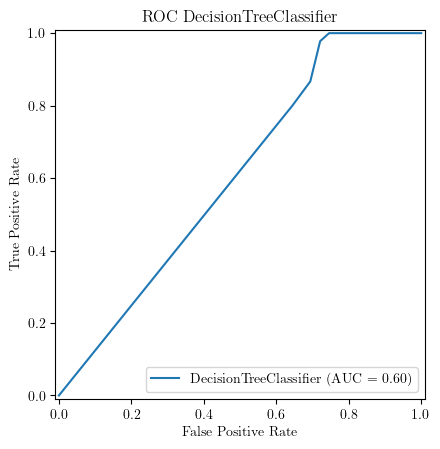 ROC DecisionTreeClassifier
1.0
0.8
0.6
0.4
0.2
0.0
True Positive Rate
DecisionTreeClassifier (AUC = 0.60)
0.0 0.2 0.4 0.6 0.8 1.0
False Positive Rate